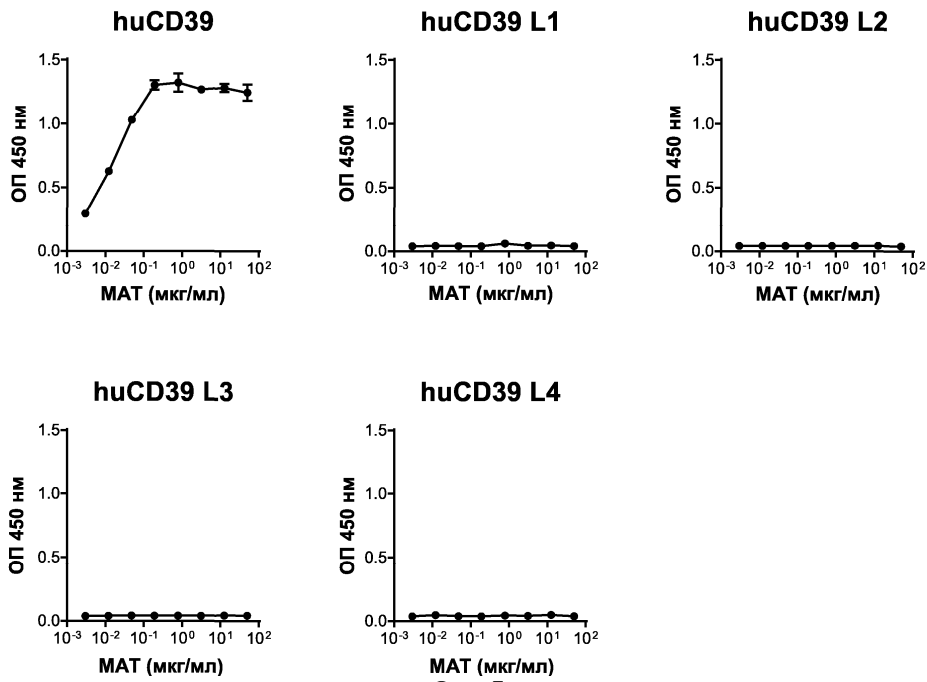 huCD39 huCD39 L1 huCD39 L2
1.5 1.5 1.5
1.0 1.0 1.0
0.5 0.5 0.5
0.0 0.0 0.0
ОП 450 нм ОП 450 нм ОП 450 нм
10⁻³ 10⁻² 10⁻¹ 10⁰ 10¹ 10² 10⁻³ 10⁻² 10⁻¹ 10⁰ 10¹ 10² 10⁻³ 10⁻² 10⁻¹ 10⁰ 10¹ 10²
МАТ (мкг/мл) МАТ (мкг/мл) МАТ (мкг/мл)
huCD39 L3 huCD39 L4
1.5 1.5
1.0 1.0
0.5 0.5
0.0 0.0
ОП 450 нм ОП 450 нм
10⁻³ 10⁻² 10⁻¹ 10⁰ 10¹ 10² 10⁻³ 10⁻² 10⁻¹ 10⁰ 10¹ 10²
МАТ (мкг/мл) МАТ (мкг/мл)